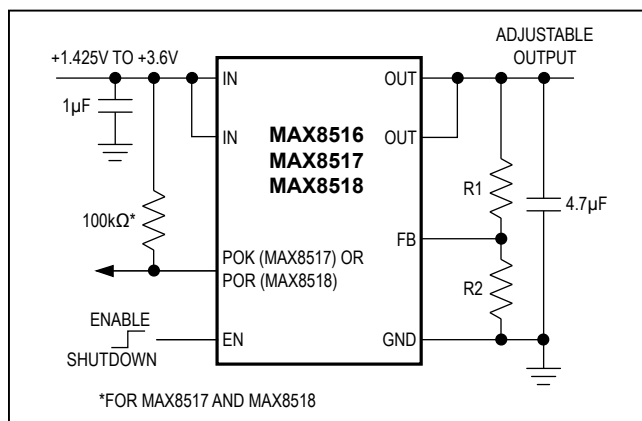 +1.425V TO +3.6V
ADJUSTABLE
OUTPUT
IN
OUT
1µF
IN
OUT
MAX8516
MAX8517
MAX8518
R1
4.7µF
100kΩ*
FB
POK (MAX8517) OR
POR (MAX8518)
R2
ENABLE
SHUTDOWN
EN
GND
*FOR MAX8517 AND MAX8518